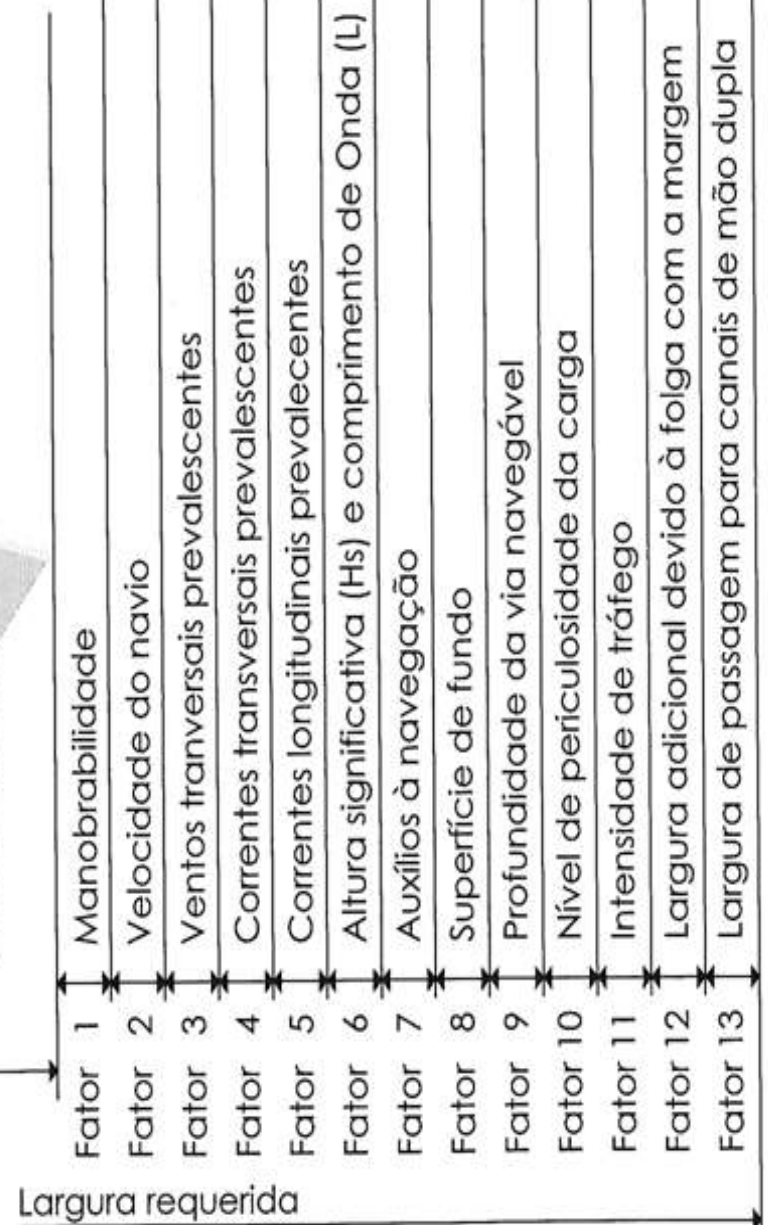 Fator 1 Manobrabilidade
Fator 2 Velocidade do navio
Fator 3 Ventos tranversais prevalescentes
Fator 4 Correntes transversais prevalescentes
Fator 5 Correntes longitudinais prevalecentes
Fator 6 Altura significativa (Hs) e comprimento de Onda (L)
Fator 7 Auxílios à navegação
Fator 8 Superfície de fundo
Fator 9 Profundidade da via navegável
Fator 10 Nível de periculosidade da carga
Fator 11 Intensidade de tráfego
Fator 12 Largura adicional devido à folga com a margem
Fator 13 Largura de passagem para canais de mão dupla
Largura requerida